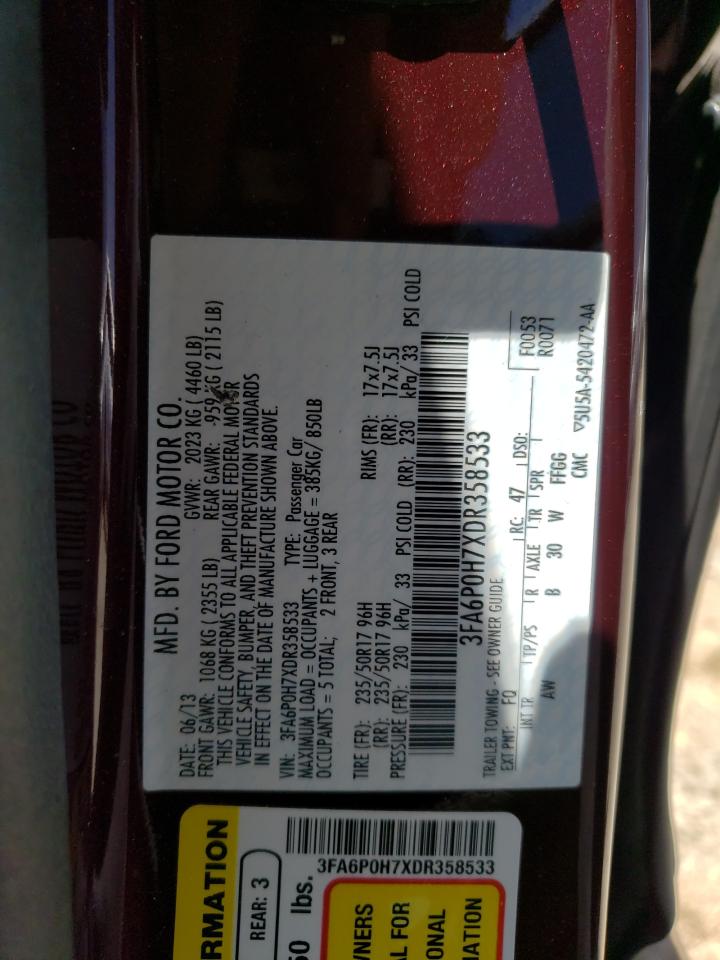 MFD. BY FORD MOTOR CO.
DATE: 06/13 GVWR: 2023 KG ( 4460 LB)
FRONT GAWR: 1068 KG ( 2355 LB) REAR GAWR: 959 KG ( 2115 LB)
THIS VEHICLE CONFORMS TO ALL APPLICABLE FEDERAL MOTOR
VEHICLE SAFETY, BUMPER, AND THEFT PREVENTION STANDARDS
IN EFFECT ON THE DATE OF MANUFACTURE SHOWN ABOVE.
VIN: 3FA6P0H7XDR358533 TYPE: Passenger Car
MAXIMUM LOAD = OCCUPANTS + LUGGAGE = 385KG/ 850LB
OCCUPANTS = 5 TOTAL; 2 FRONT, 3 REAR
TIRE (FR): 235/50R17 96H RIMS (FR): 17x7.5J
(RR): 235/50R17 96H (RR): 17x7.5J
PRESSURE (FR): 230 kPa/ 33 PSI COLD (RR): 230 kPa/ 33 PSI COLD
3FA6P0H7XDR358533
TRAILER TOWING - SEE OWNER GUIDE
EXT PNT: FQ RC: 47 DSO: F0053
R0071
INT TR TP/PS R AXLE TR SPR
AW B 30 W FFGG
CMC ▽5U5A-5420472-AA
RMATION
REAR: 3
50 lbs.
3FA6P0H7XDR358533
WNERS
AL FOR
ONAL
ATION